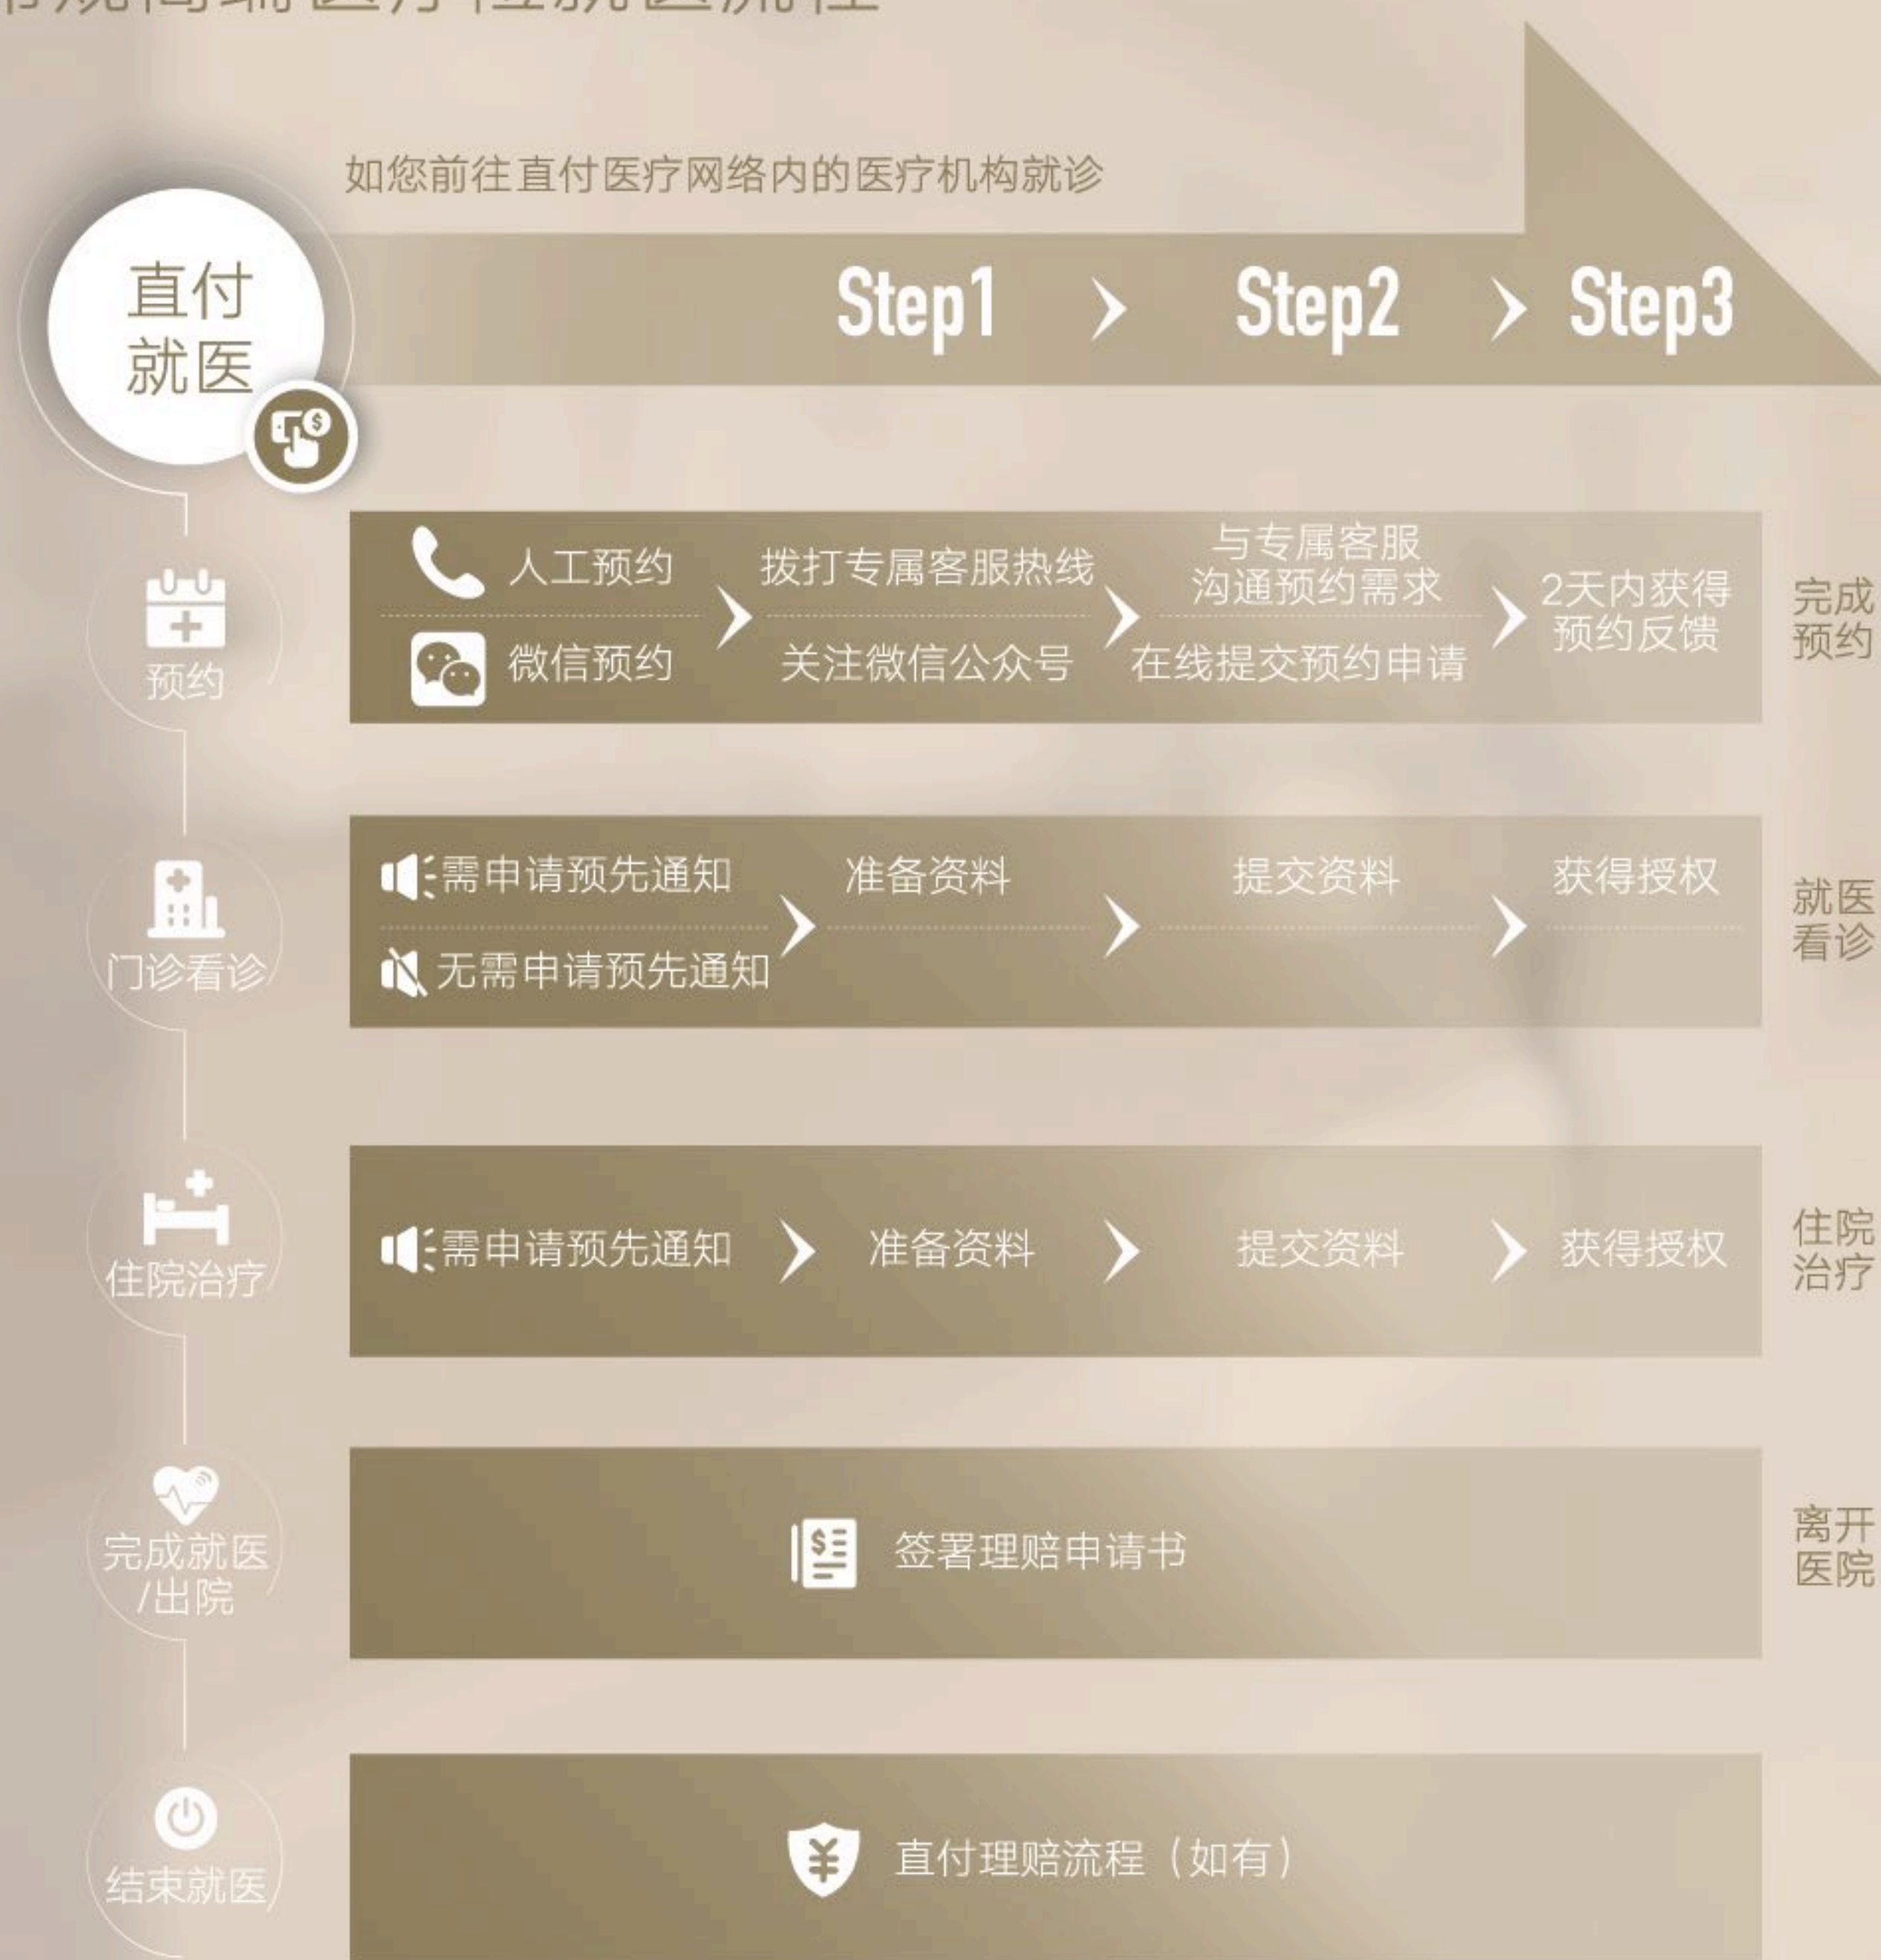 如您前往直付医疗网络内的医疗机构就诊
直付
就医
Step1
Step2
Step3
预约
人工预约
拨打专属客服热线
与专属客服
沟通预约需求
微信预约
关注微信公众号
在线提交预约申请
2天内获得
预约反馈
完成
预约
门诊看诊
需申请预先通知
准备资料
提交资料
获得授权
无需申请预先通知
就医
看诊
住院治疗
需申请预先通知
准备资料
提交资料
获得授权
住院
治疗
完成就医
/出院
签署理赔申请书
离开
医院
结束就医
直付理赔流程（如有）